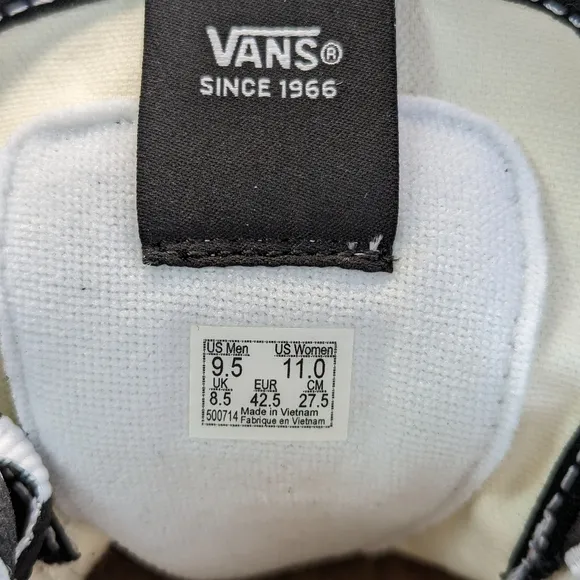 VANS®
SINCE 1966
US Men US Women
9.5 11.0
UK EUR CM
8.5 42.5 27.5
500714 Made in Vietnam
Fabrique en Vietnam